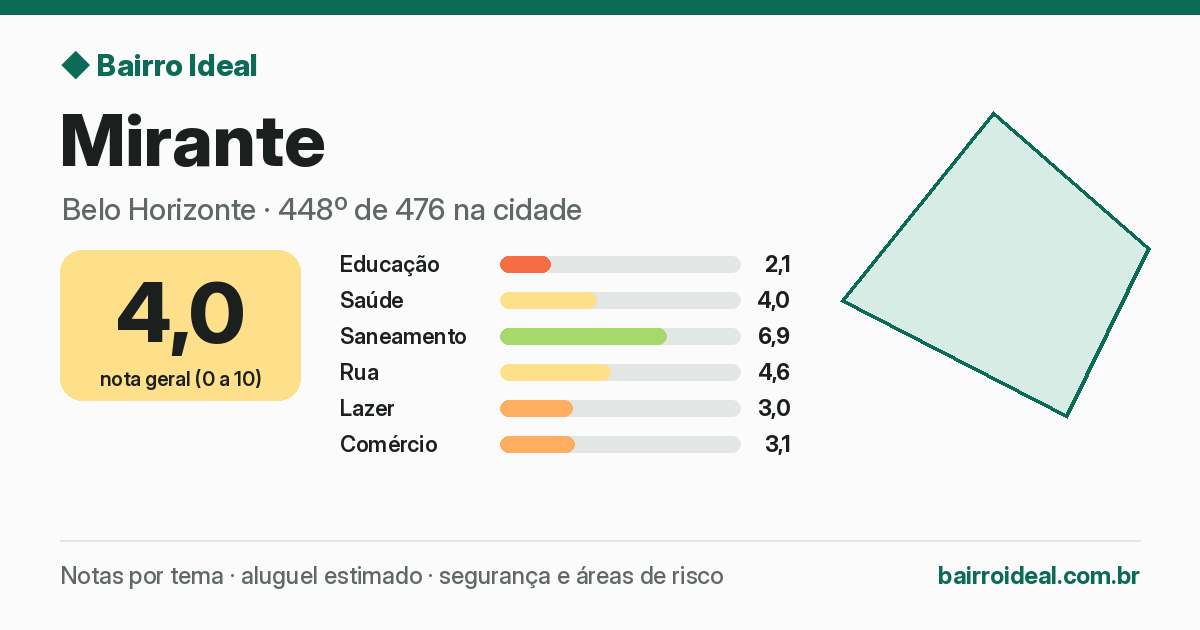 Bairro Ideal
Mirante
Belo Horizonte · 448º de 476 na cidade
4,0
nota geral (0 a 10)
Educação 2,1
Saúde 4,0
Saneamento 6,9
Rua 4,6
Lazer 3,0
Comércio 3,1
Notas por tema · aluguel estimado · segurança e áreas de risco
bairroideal.com.br